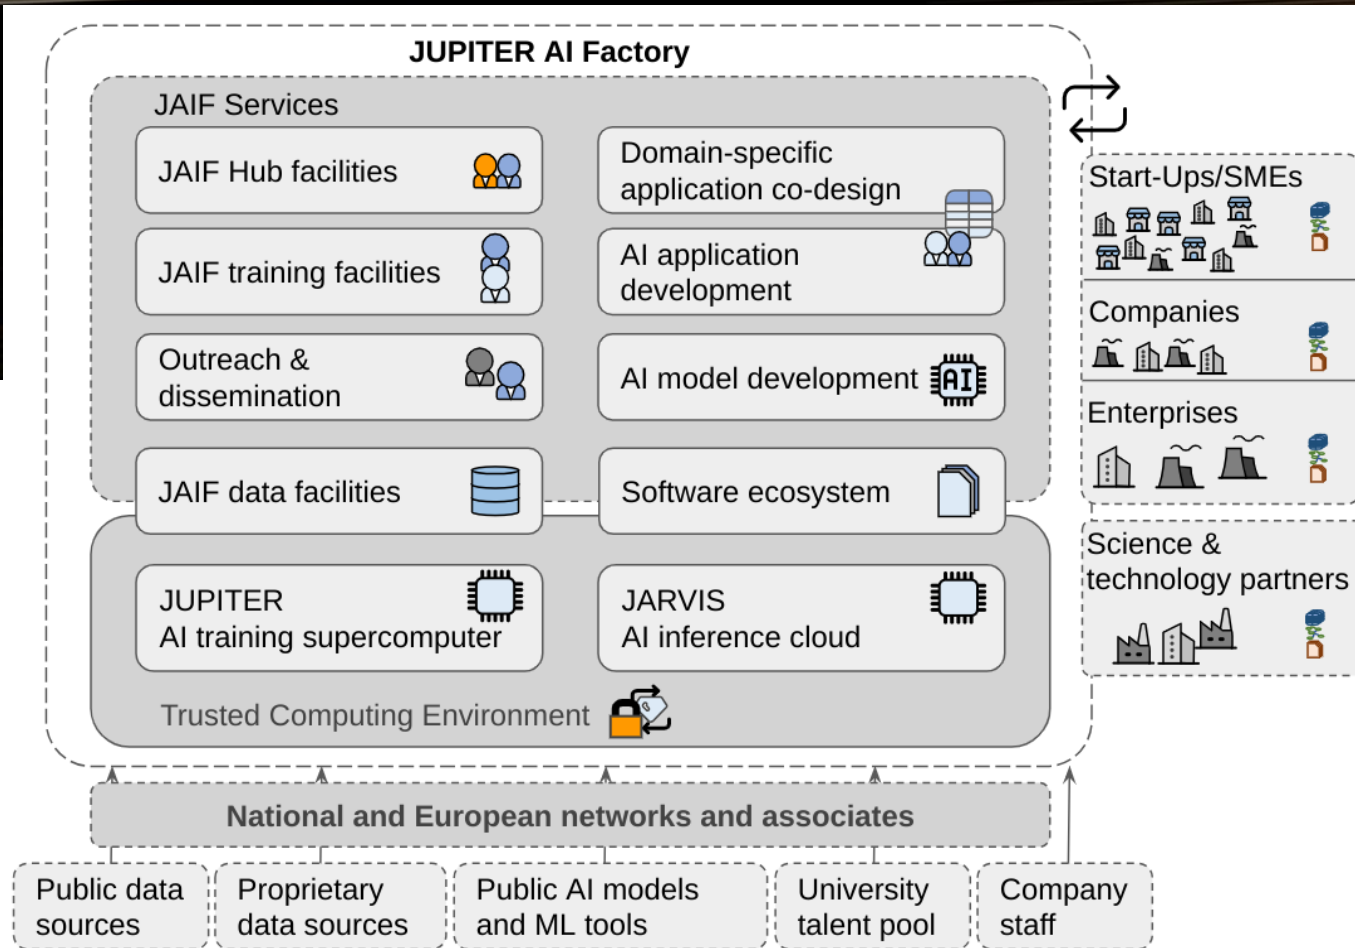 JUPITER AI Factory
JAIF Services
JAIF Hub facilities
Domain-specific
application co-design
JAIF training facilities
AI application
development
Outreach &
dissemination
AI model development
AI
JAIF data facilities
Software ecosystem
JUPITER
AI training supercomputer
JARVIS
AI inference cloud
Trusted Computing Environment
Start-Ups/SMEs
Companies
Enterprises
Science &
technology partners
National and European networks and associates
Public data
sources
Proprietary
data sources
Public AI models
and ML tools
University
talent pool
Company
staff